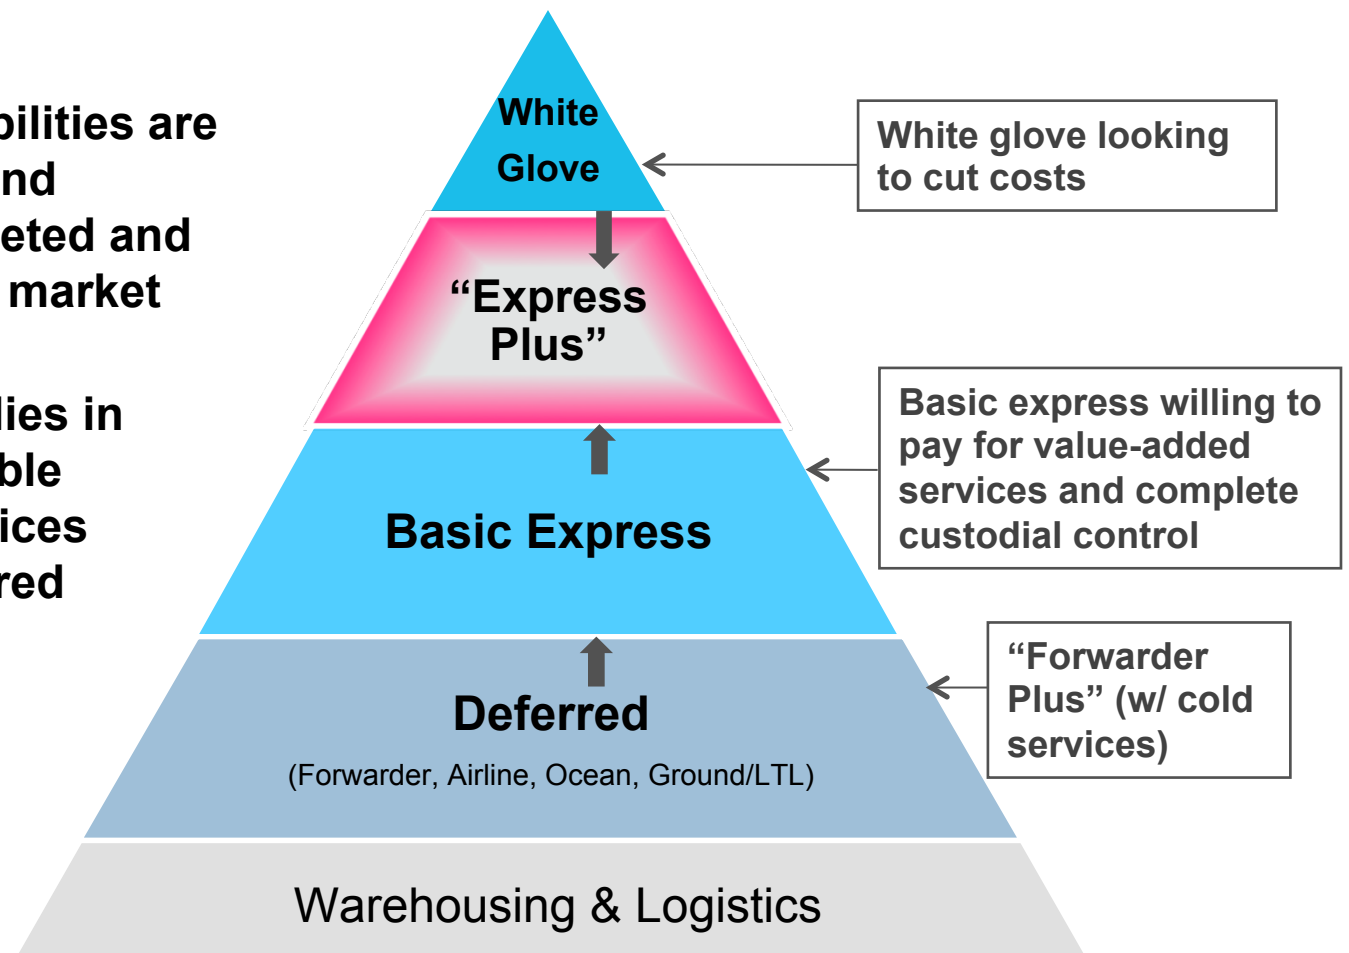 bilities are
nd
eted and
market
lies in
ble
ices
red
White
Glove
“Express
Plus”
Basic Express
Deferred
(Forwarder, Airline, Ocean, Ground/LTL)
Warehousing & Logistics
White glove looking
to cut costs
Basic express willing to
pay for value-added
services and complete
custodial control
“Forwarder
Plus” (w/ cold
services)